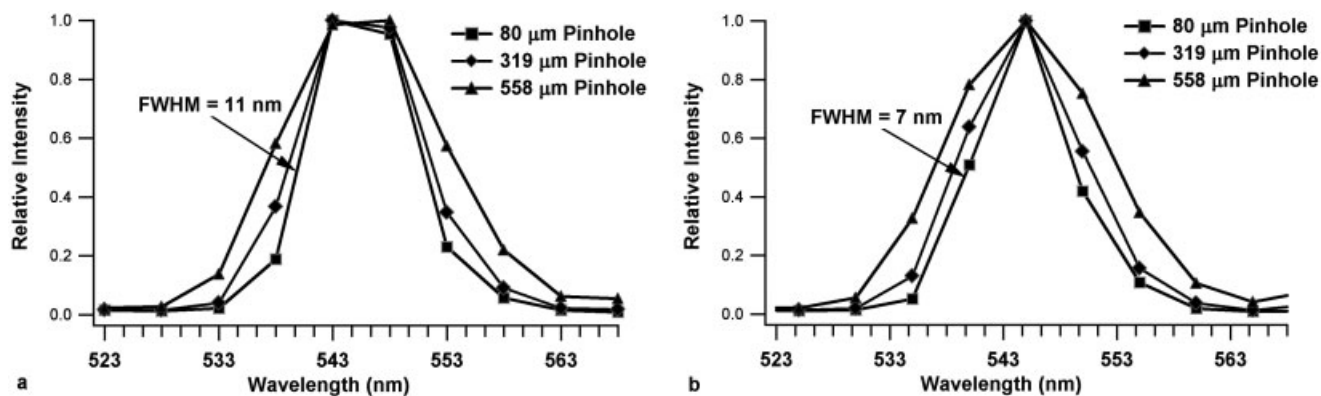 1.0
0.8
0.6
0.4
0.2
0.0
Relative Intensity
80 μm Pinhole
319 μm Pinhole
558 μm Pinhole
FWHM = 11 nm
523 533 543 553 563
Wavelength (nm)
a
1.0
0.8
0.6
0.4
0.2
0.0
Relative Intensity
80 μm Pinhole
319 μm Pinhole
558 μm Pinhole
FWHM = 7 nm
523 533 543 553 563
Wavelength (nm)
b